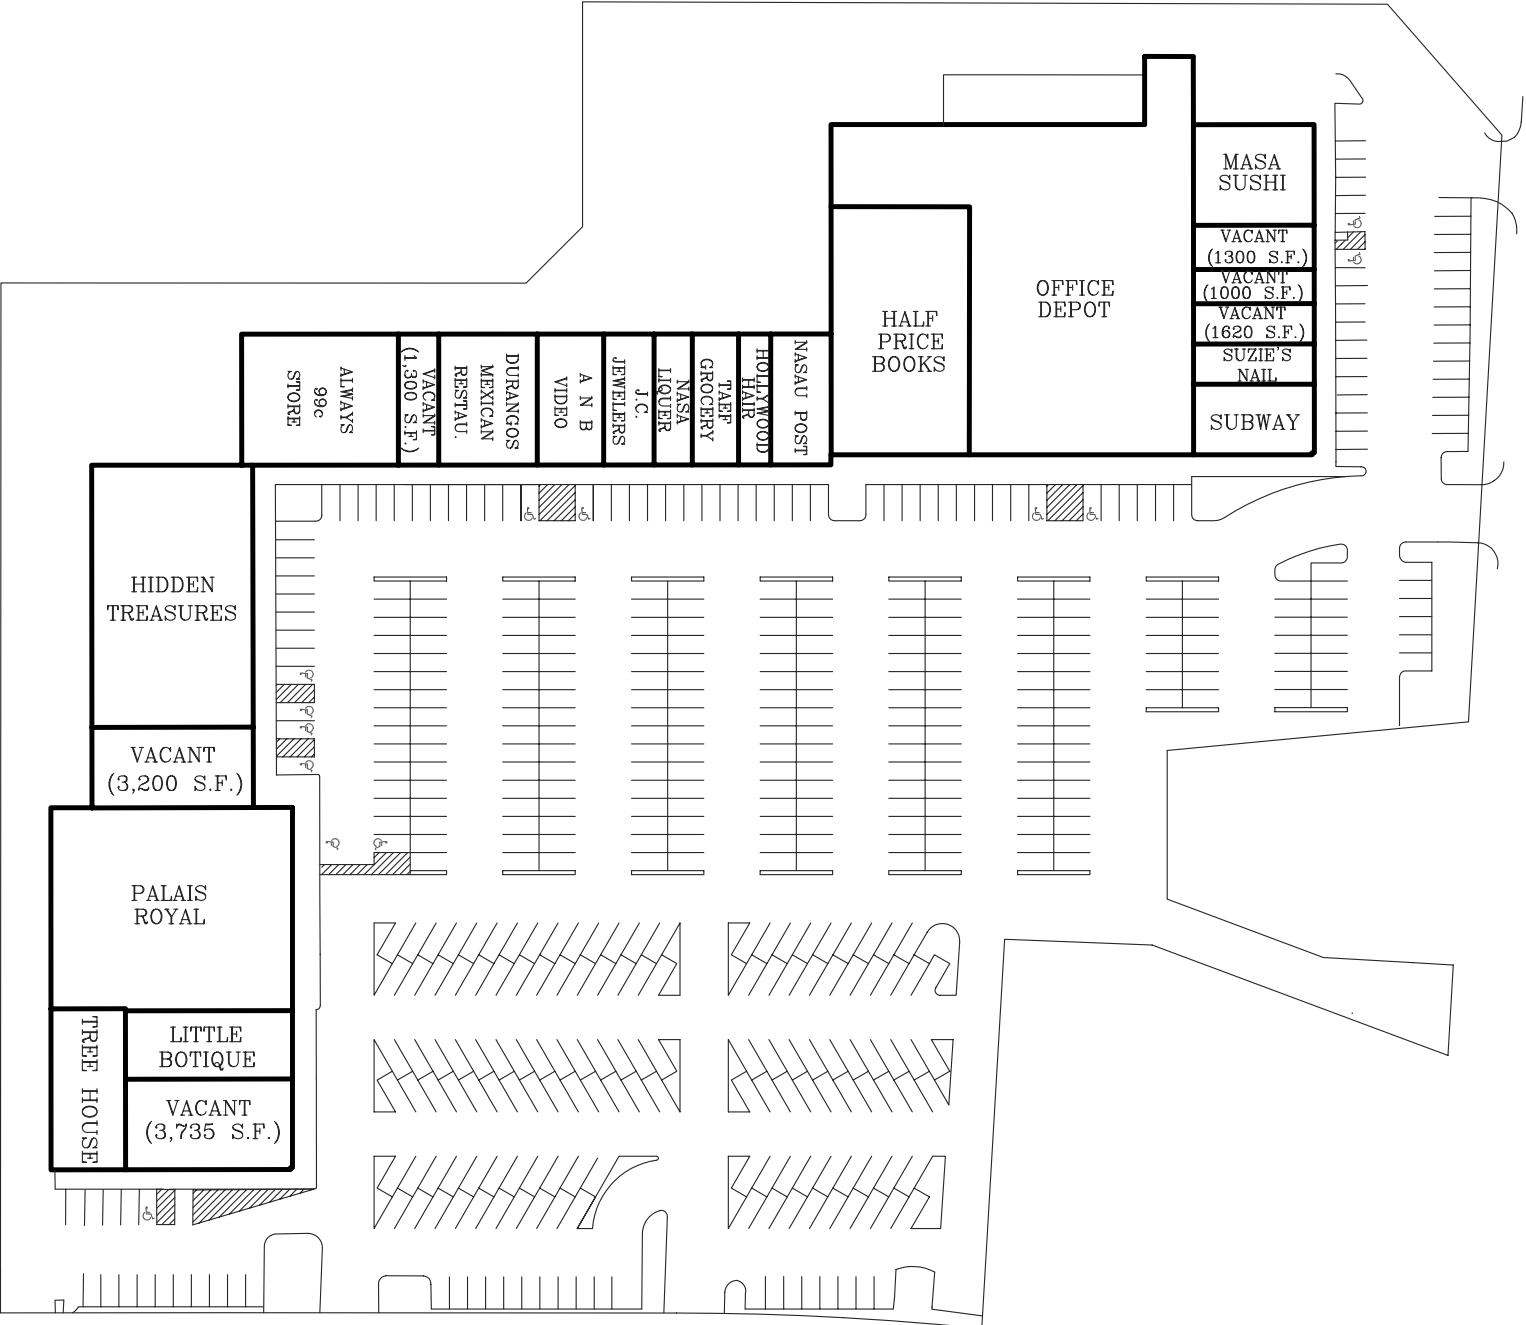 MASA
SUSHI
VACANT
(1300 S.F.)
VACANT
(1000 S.F.)
VACANT
(1620 S.F.)
SUZIE'S
NAIL
SUBWAY
OFFICE
DEPOT
HALF
PRICE
BOOKS
NASAU POST
HOLLYWOOD
HAIR
TAEF
GROCERY
NASA
LIQUER
J.C.
JEWELERS
A N B
VIDEO
DURANGOS
MEXICAN
RESTAU.
VACANT
(1,300 S.F.)
ALWAYS
99c
STORE
HIDDEN
TREASURES
VACANT
(3,200 S.F.)
PALAIS
ROYAL
TREE HOUSE
LITTLE
BOTIQUE
VACANT
(3,735 S.F.)